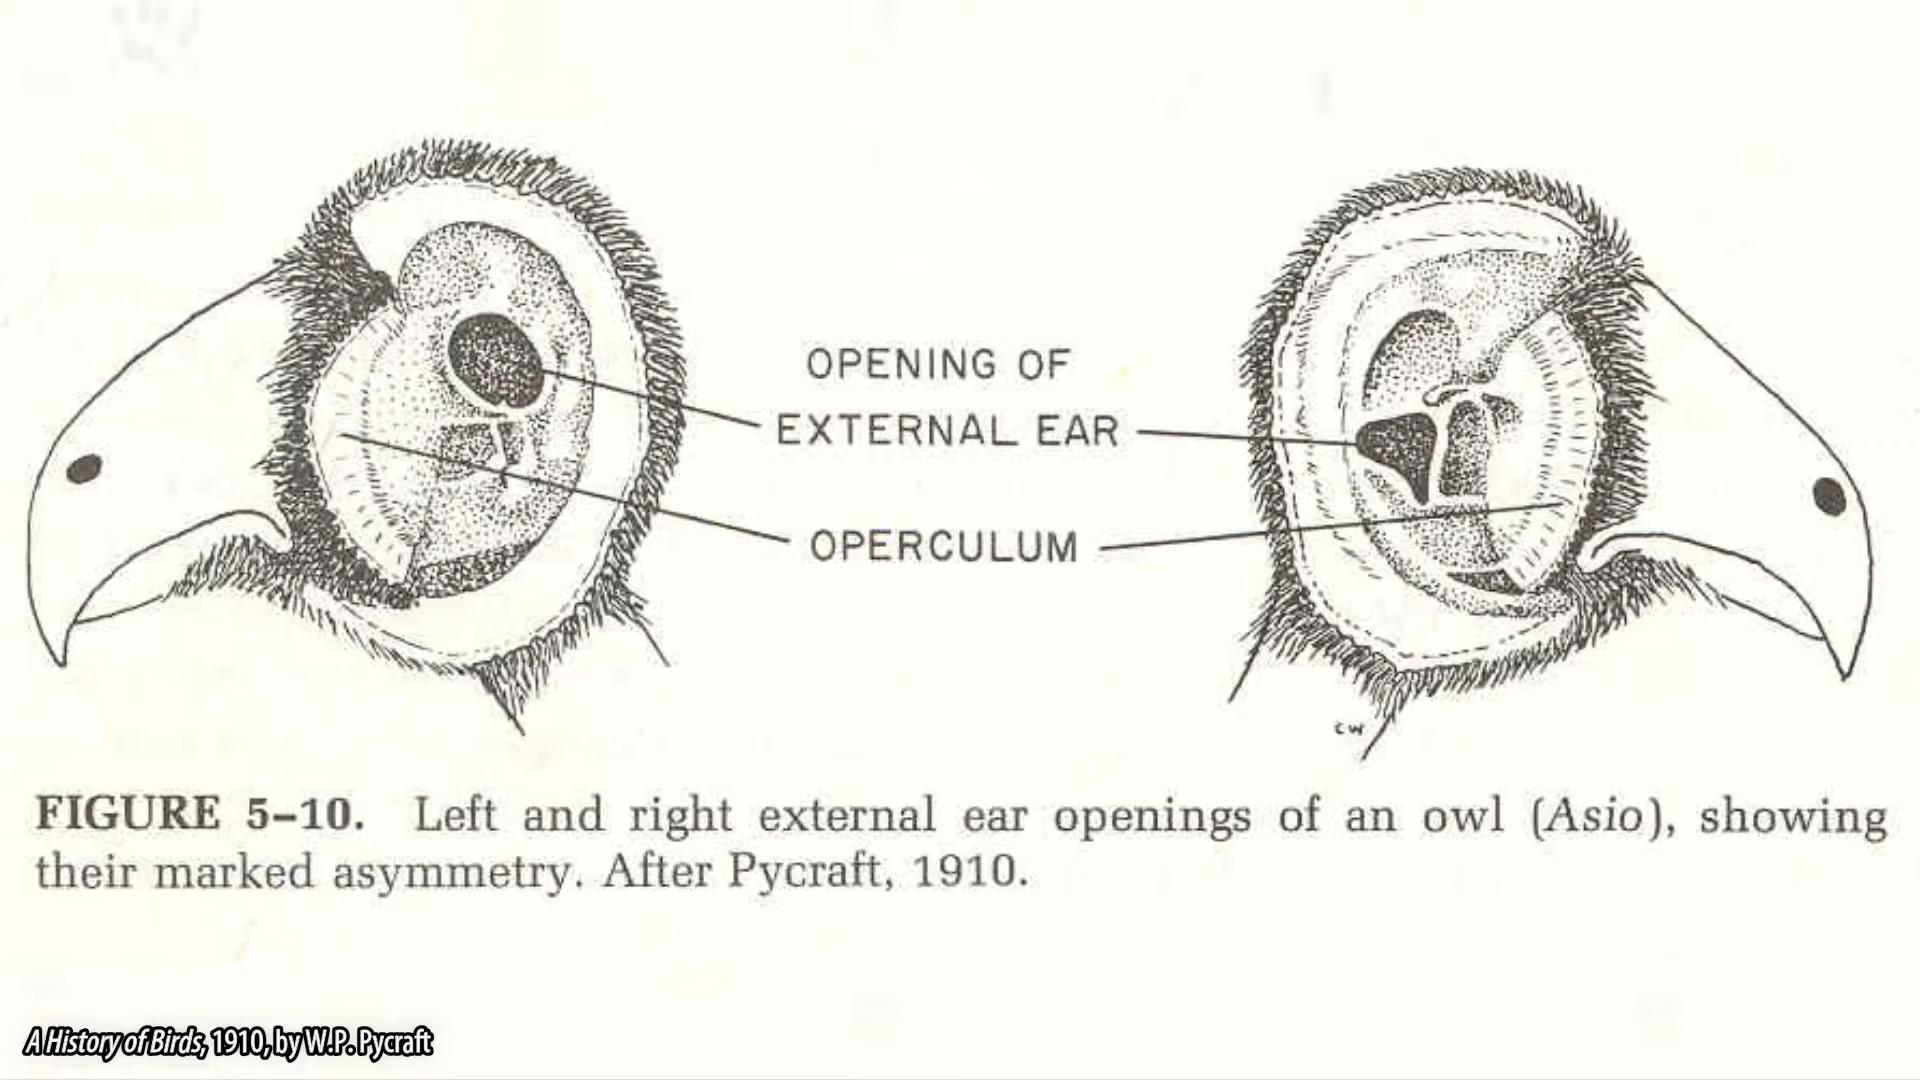 OPENING OF
EXTERNAL EAR
OPERCULUM
CW
FIGURE 5–10. Left and right external ear openings of an owl (Asio), showing
their marked asymmetry. After Pycraft, 1910.
A History of Birds, 1910, by W.P. Pycraft